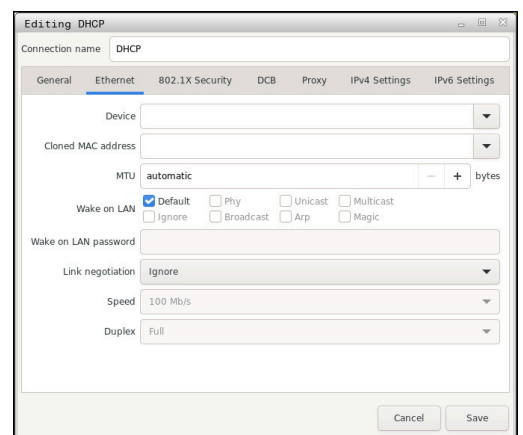 Editing DHCP
Connection name DHCP
General Ethernet 802.1X Security DCB Proxy IPv4 Settings IPv6 Settings
Device
Cloned MAC address
MTU automatic − + bytes
Wake on LAN Default Phy Unicast Multicast
Ignore Broadcast Arp Magic
Wake on LAN password
Link negotiation Ignore
Speed 100 Mb/s
Duplex Full
Cancel Save